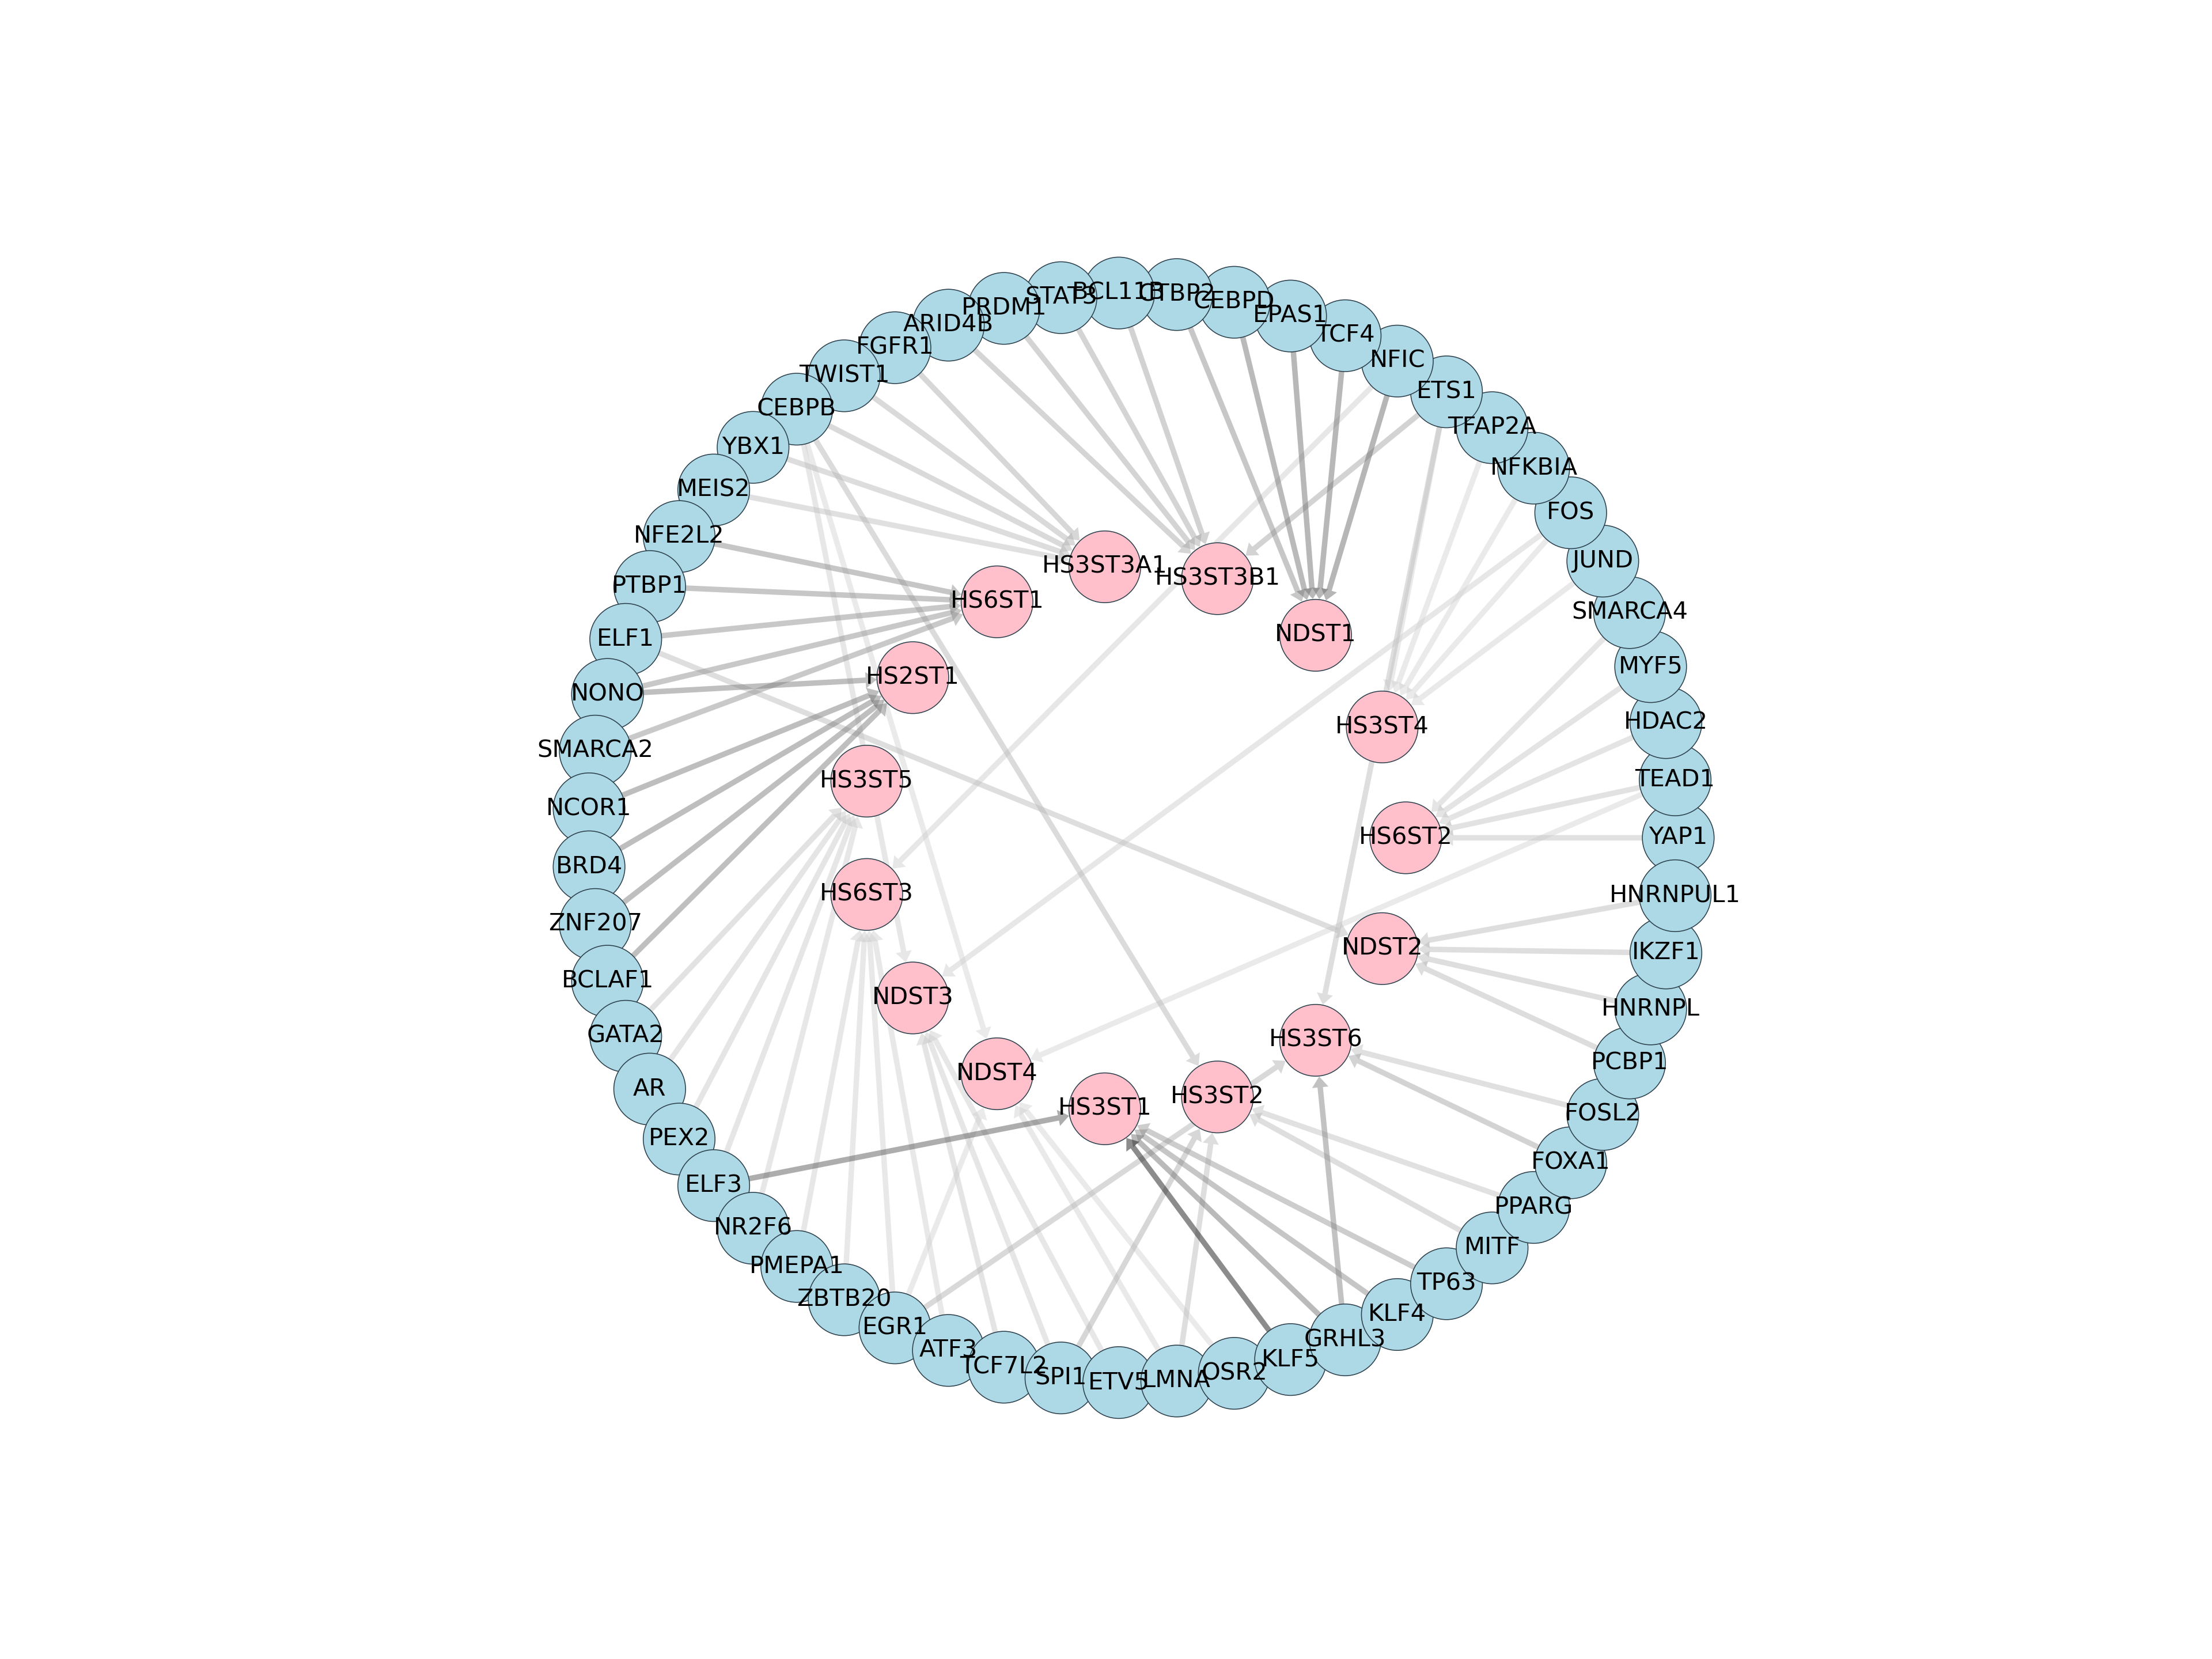 BCL11B
CTBP2
STAT3
CEBPD
PRDM1
EPAS1
ARID4B
TCF4
FGFR1
NFIC
TWIST1
ETS1
CEBPB
TFAP2A
YBX1
NFKBIA
MEIS2
FOS
NFE2L2
JUND
HS3ST3A1
HS3ST3B1
PTBP1
HS6ST1
SMARCA4
ELF1
NDST1
MYF5
HS2ST1
NONO
HDAC2
HS3ST4
SMARCA2
HS3ST5
TEAD1
NCOR1
HS6ST2
YAP1
BRD4
HS6ST3
HNRNPUL1
ZNF207
NDST2
IKZF1
BCLAF1
NDST3
HNRNPL
GATA2
HS3ST6
PCBP1
NDST4
AR
HS3ST2
HS3ST1
FOSL2
PEX2
FOXA1
ELF3
PPARG
NR2F6
MITF
PMEPA1
TP63
ZBTB20
KLF4
EGR1
GRHL3
ATF3
KLF5
TCF7L2
OSR2
SPI1
LMNA
ETV5